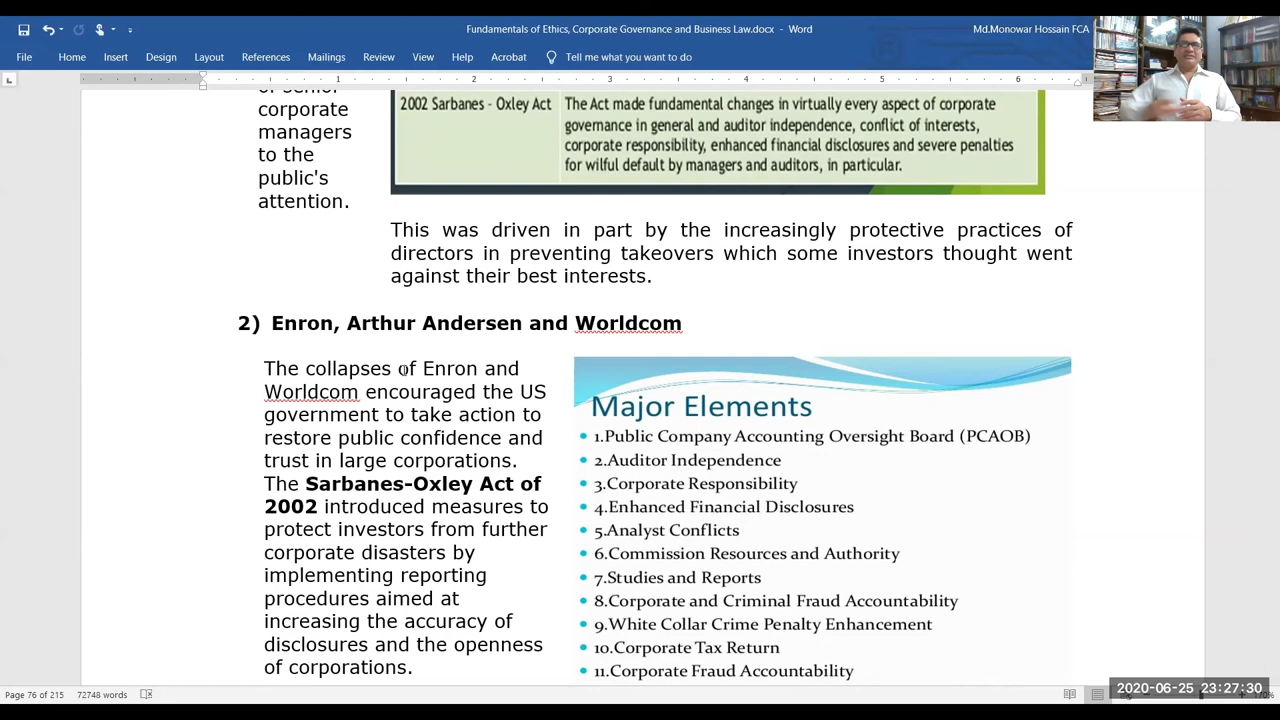 Fundamentals of Ethics, Corporate Governance and Business Law.docx - Word
Md.Monowar Hossain FCA
File Home Insert Design Layout References Mailings Review View Help Acrobat Tell me what you want to do
1 2 3 4 5 6
corporate
managers
to the
public's
attention.
2002 Sarbanes - Oxley Act
The Act made fundamental changes in virtually every aspect of corporate
governance in general and auditor independence, conflict of interests,
corporate responsibility, enhanced financial disclosures and severe penalties
for wilful default by managers and auditors, in particular.
This was driven in part by the increasingly protective practices of
directors in preventing takeovers which some investors thought went
against their best interests.
2) Enron, Arthur Andersen and Worldcom
The collapses of Enron and
Worldcom encouraged the US
government to take action to
restore public confidence and
trust in large corporations.
The Sarbanes-Oxley Act of
2002 introduced measures to
protect investors from further
corporate disasters by
implementing reporting
procedures aimed at
increasing the accuracy of
disclosures and the openness
of corporations.
Major Elements
1.Public Company Accounting Oversight Board (PCAOB)
2.Auditor Independence
3.Corporate Responsibility
4.Enhanced Financial Disclosures
5.Analyst Conflicts
6.Commission Resources and Authority
7.Studies and Reports
8.Corporate and Criminal Fraud Accountability
9.White Collar Crime Penalty Enhancement
10.Corporate Tax Return
11.Corporate Fraud Accountability
Page 76 of 215 72748 words
2020-06-25 23:27:30